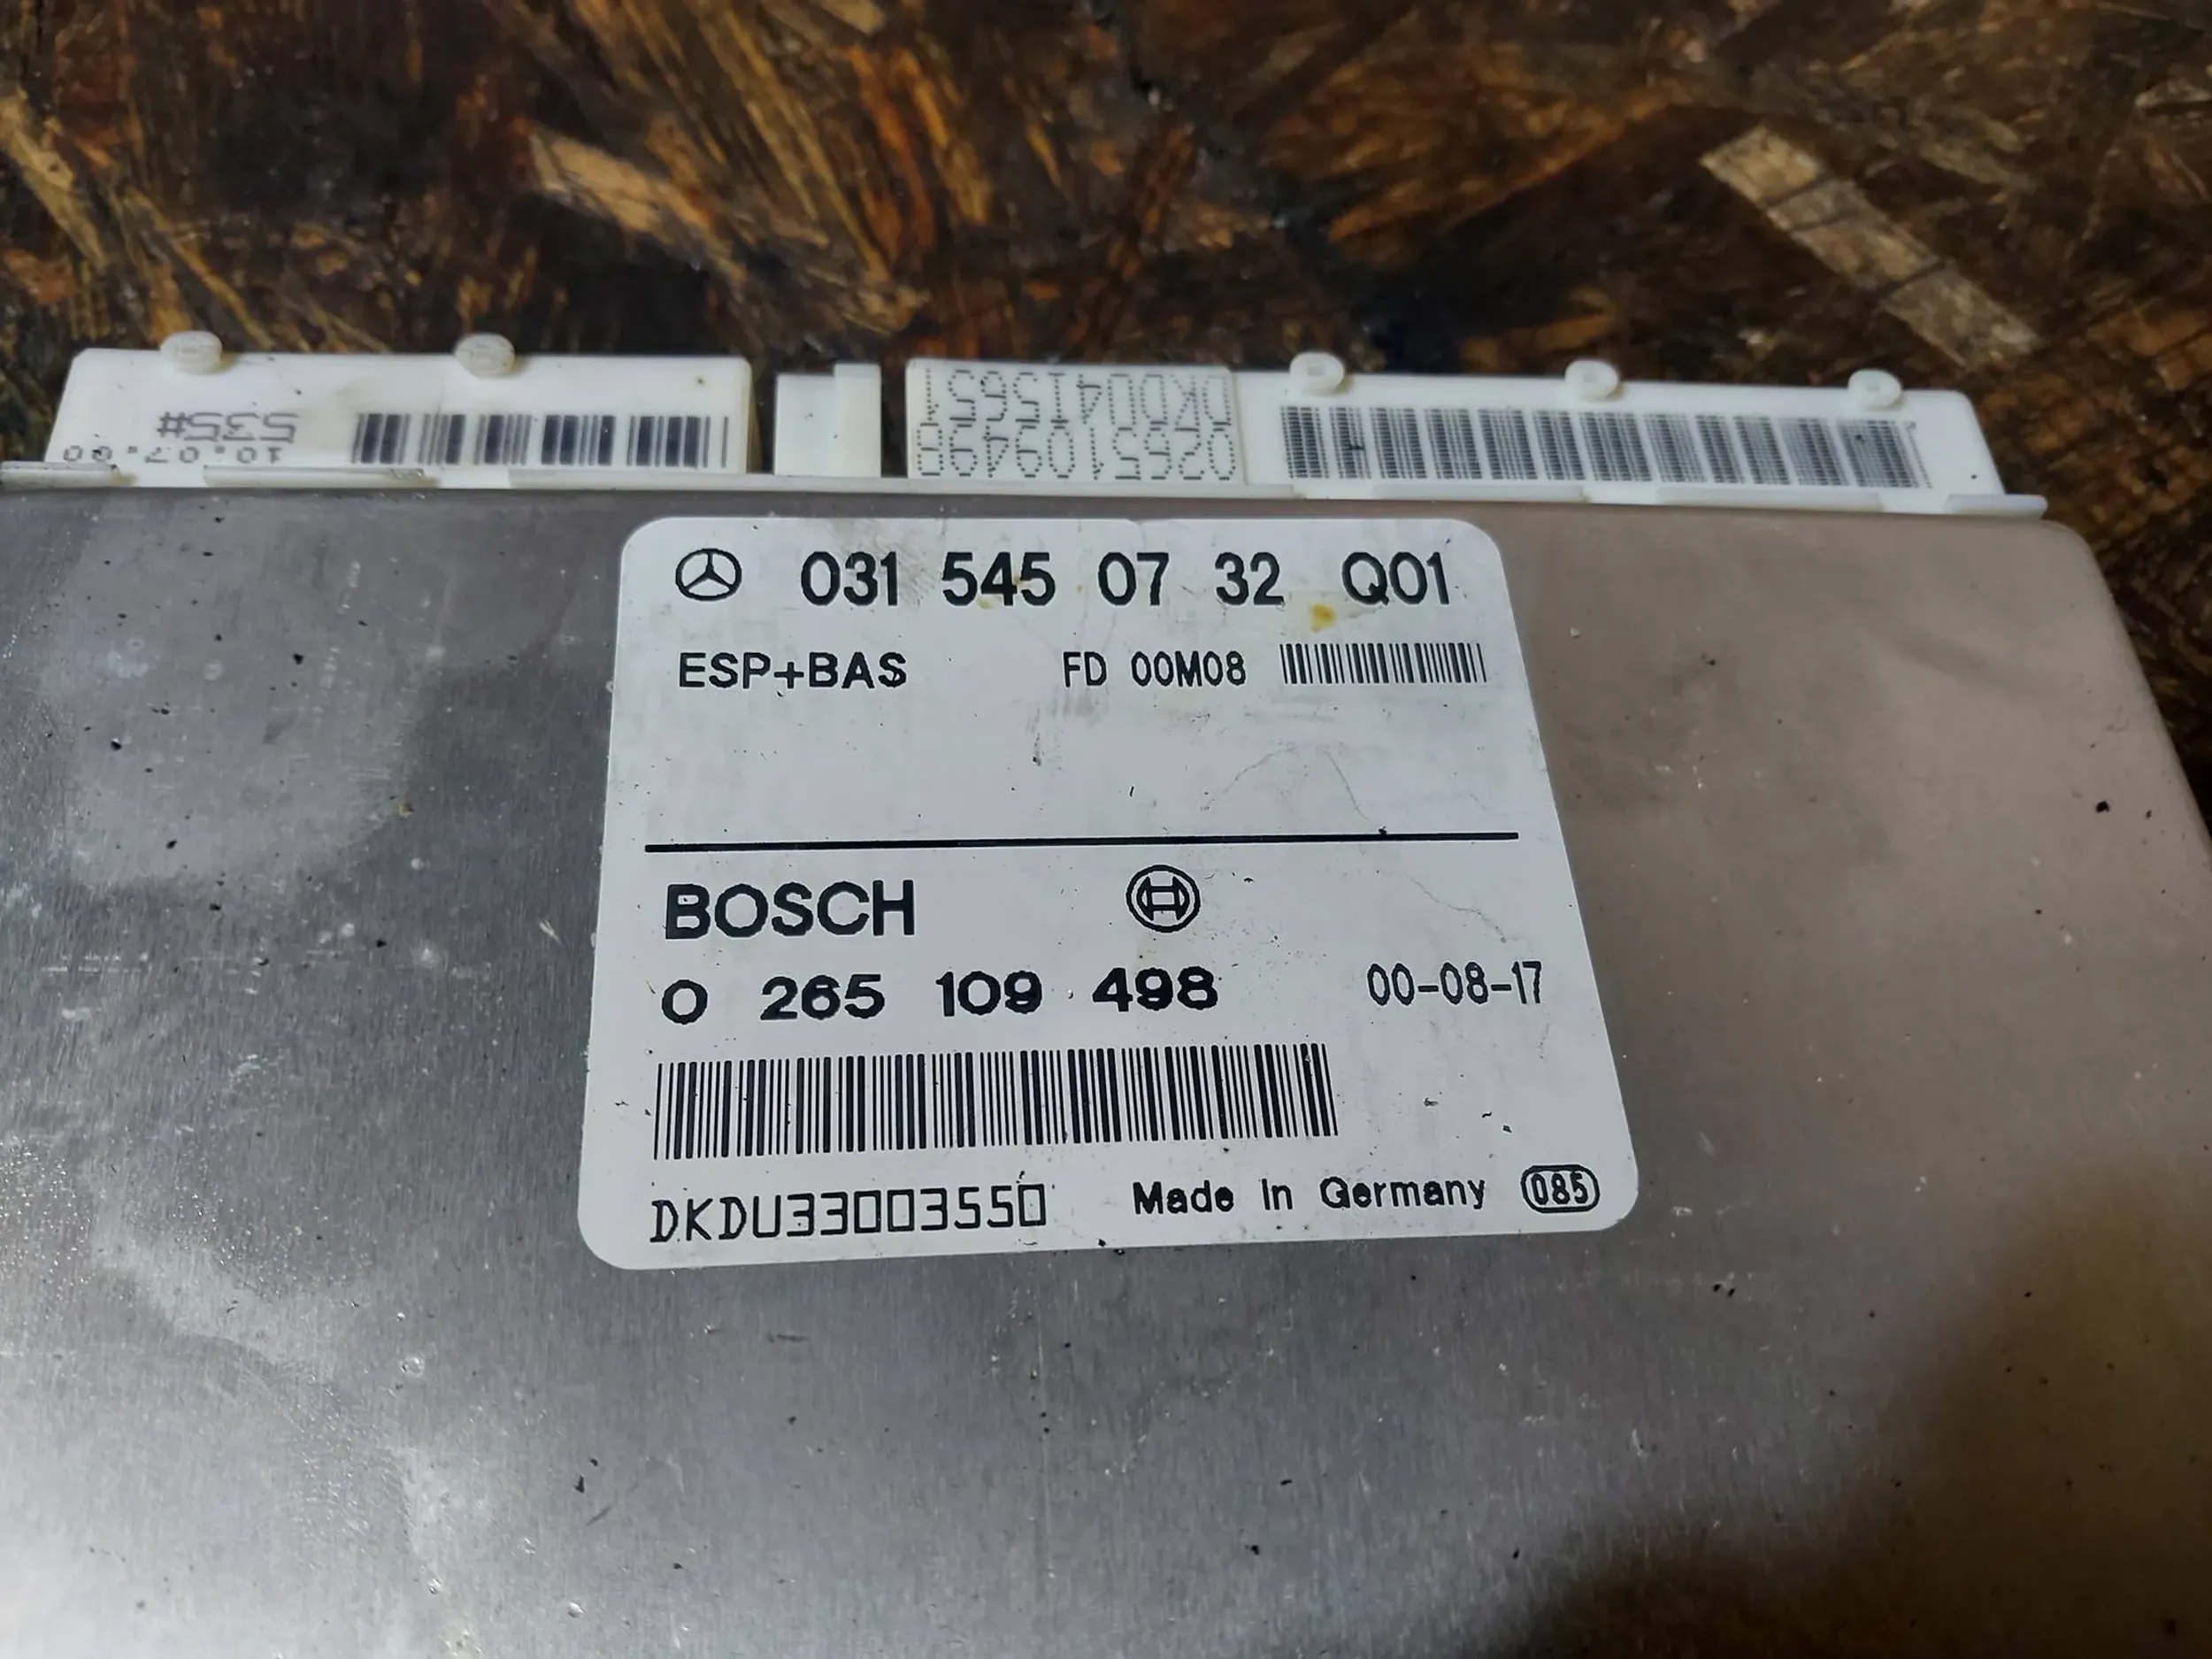 535#
10.07.00
DKDU415651
0265109498
031 545 07 32 Q01
ESP+BAS FD 00M08
BOSCH
0 265 109 498 00-08-17
DKDU33003550 Made in Germany 085